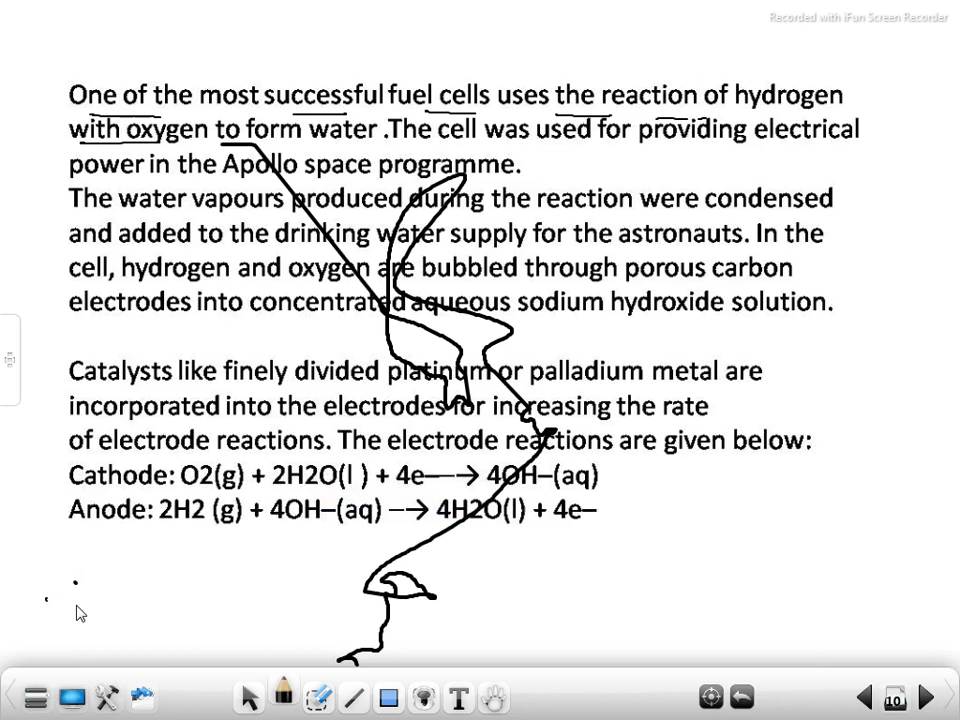 Recorded with iFun Screen Recorder
One of the most successful fuel cells uses the reaction of hydrogen
with oxygen to form water .The cell was used for providing electrical
power in the Apollo space programme.
The water vapours produced during the reaction were condensed
and added to the drinking water supply for the astronauts. In the
cell, hydrogen and oxygen are bubbled through porous carbon
electrodes into concentrated aqueous sodium hydroxide solution.
Catalysts like finely divided platinum or palladium metal are
incorporated into the electrodes for increasing the rate
of electrode reactions. The electrode reactions are given below:
Cathode: O2(g) + 2H2O(l ) + 4e–—→ 4OH–(aq)
Anode: 2H2 (g) + 4OH–(aq) —→ 4H2O(l) + 4e–
10